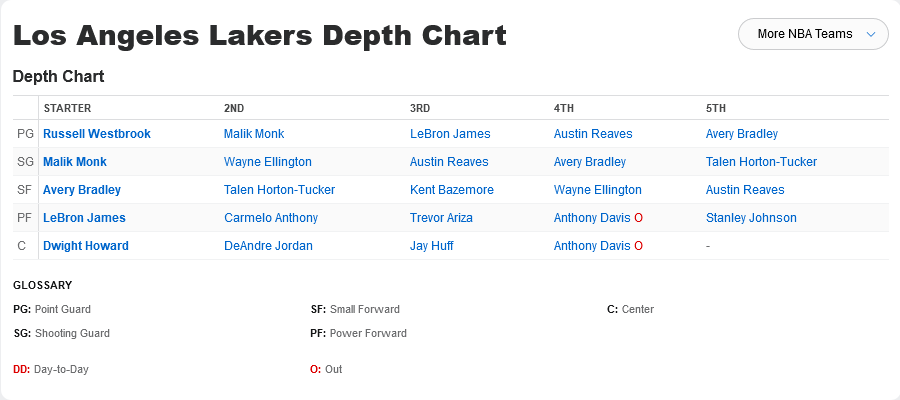 Los Angeles Lakers Depth Chart
More NBA Teams
Depth Chart
STARTER 2ND 3RD 4TH 5TH
PG Russell Westbrook Malik Monk LeBron James Austin Reaves Avery Bradley
SG Malik Monk Wayne Ellington Austin Reaves Avery Bradley Talen Horton-Tucker
SF Avery Bradley Talen Horton-Tucker Kent Bazemore Wayne Ellington Austin Reaves
PF LeBron James Carmelo Anthony Trevor Ariza Anthony Davis O Stanley Johnson
C Dwight Howard DeAndre Jordan Jay Huff Anthony Davis O -
GLOSSARY
PG: Point Guard SF: Small Forward C: Center
SG: Shooting Guard PF: Power Forward
DD: Day-to-Day O: Out